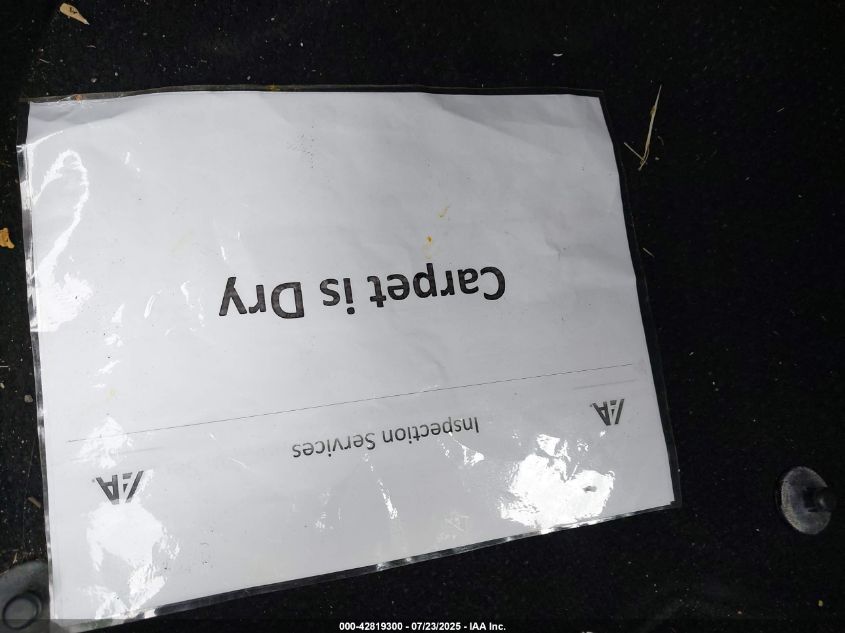 IAA Inspection Services IAA
Carpet is Dry
000-42819300 - 07/23/2025 - IAA Inc.